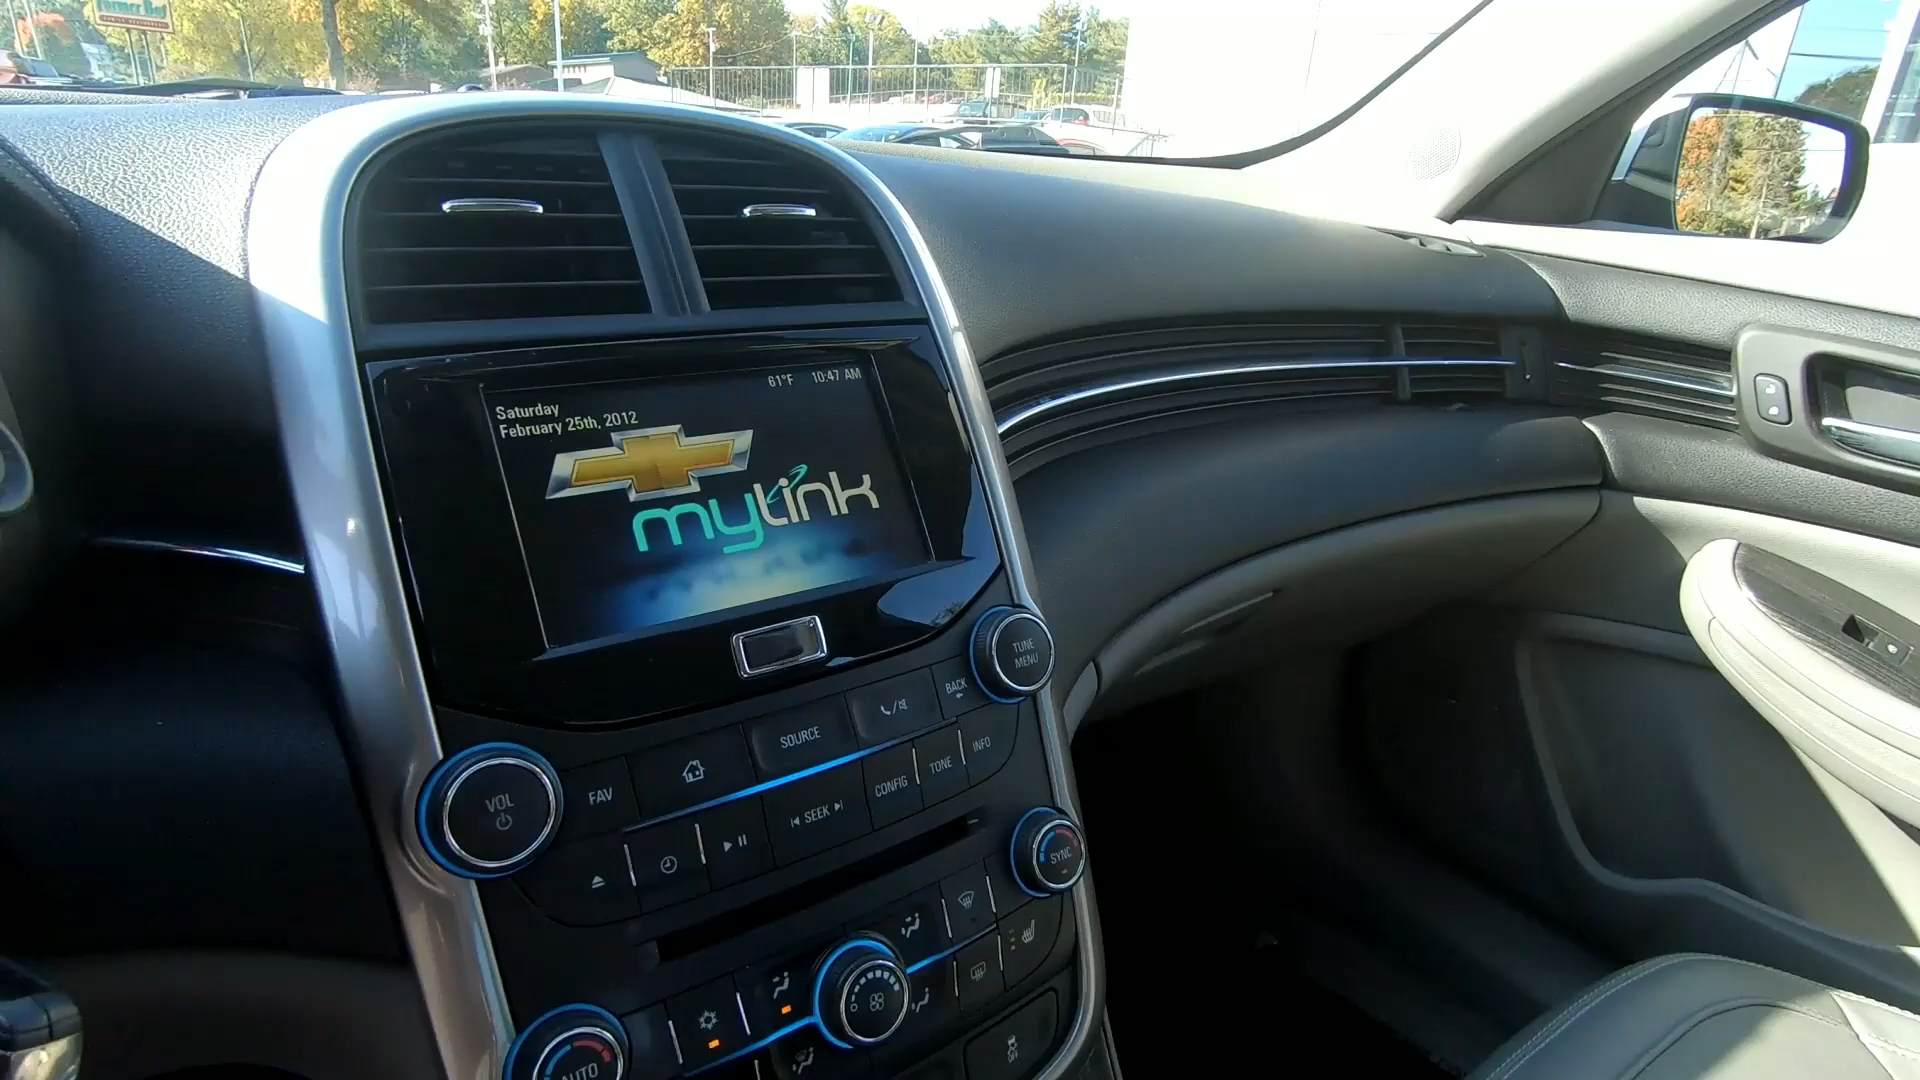 61°F 10:47 AM
Saturday
February 25th, 2012
mylink
TUNE
MENU
BACK
SOURCE
FAV
VOL
INFO
TONE
CONFIG
SEEK
SYNC
AUTO
OFF